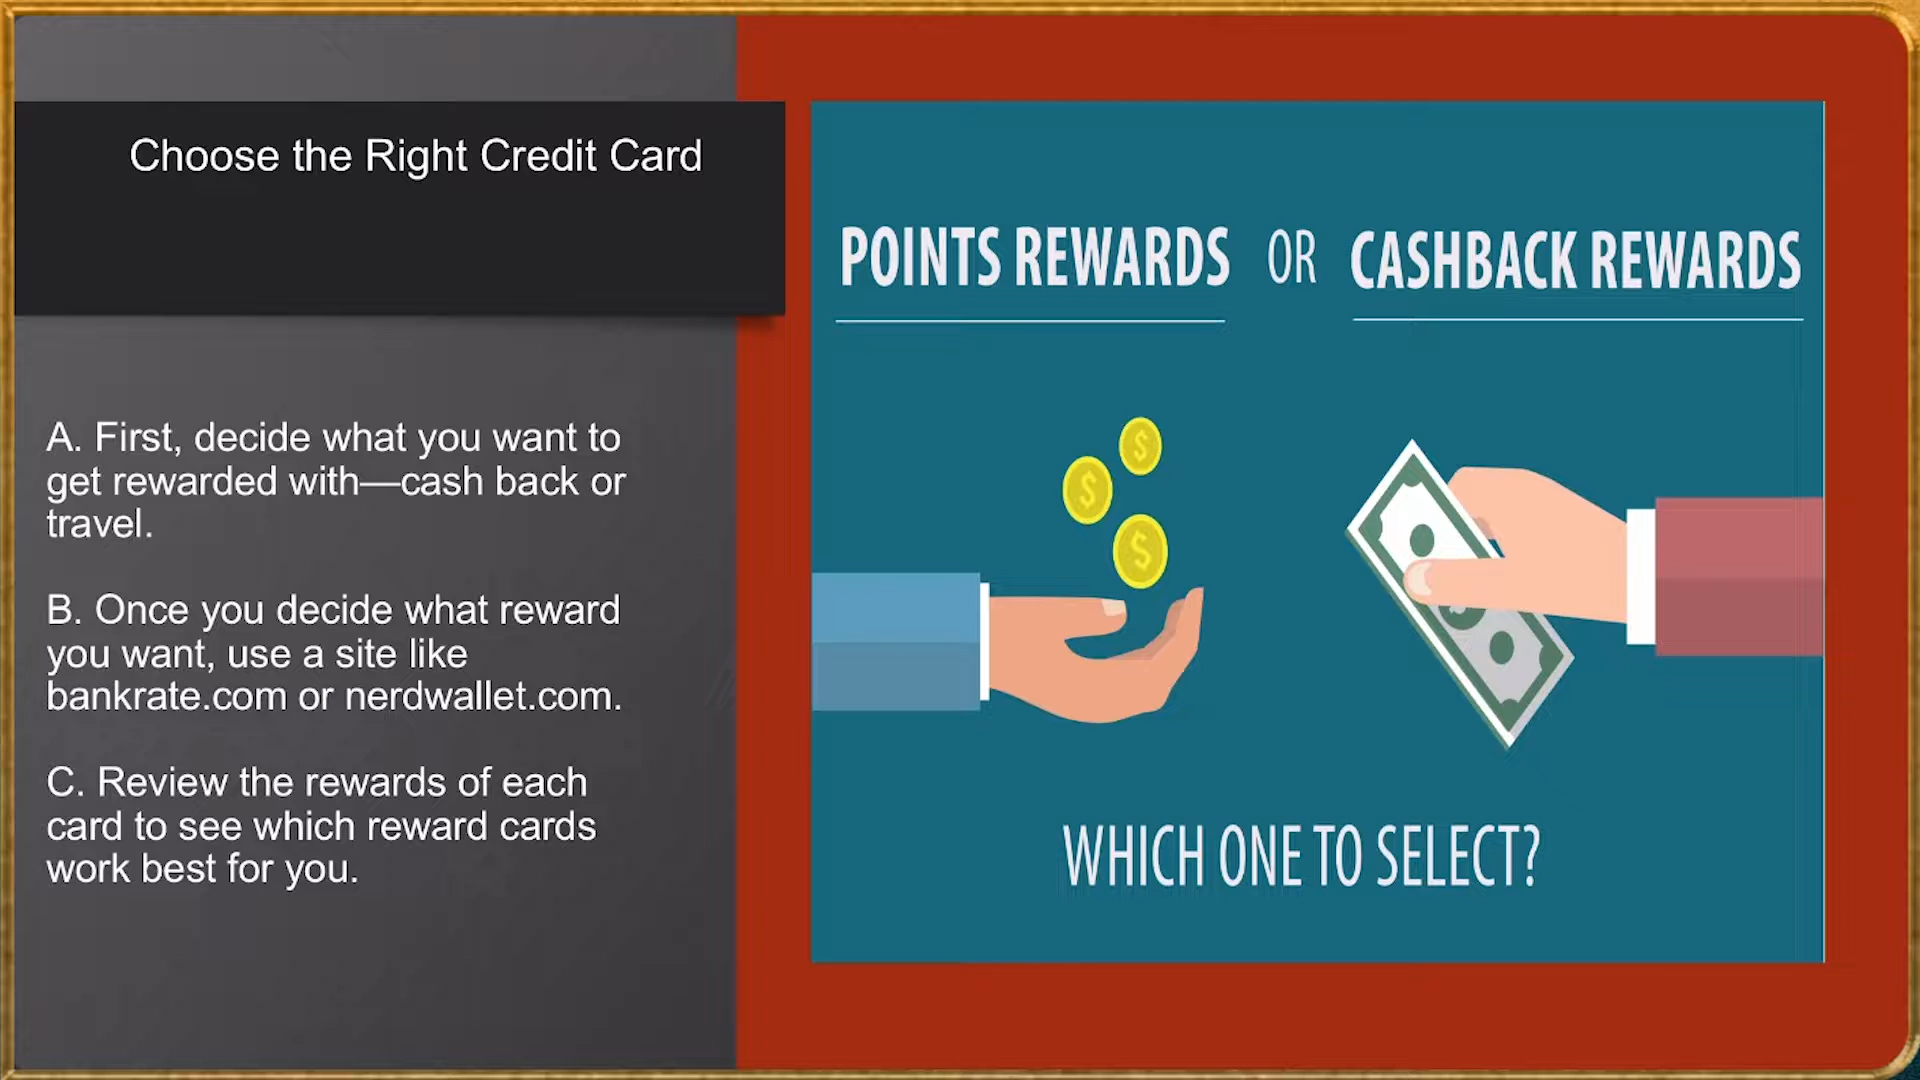 Choose the Right Credit Card
A. First, decide what you want to
get rewarded with—cash back or
travel.
B. Once you decide what reward
you want, use a site like
bankrate.com or nerdwallet.com.
C. Review the rewards of each
card to see which reward cards
work best for you.
POINTS REWARDS OR CASHBACK REWARDS
$
$
$
WHICH ONE TO SELECT?